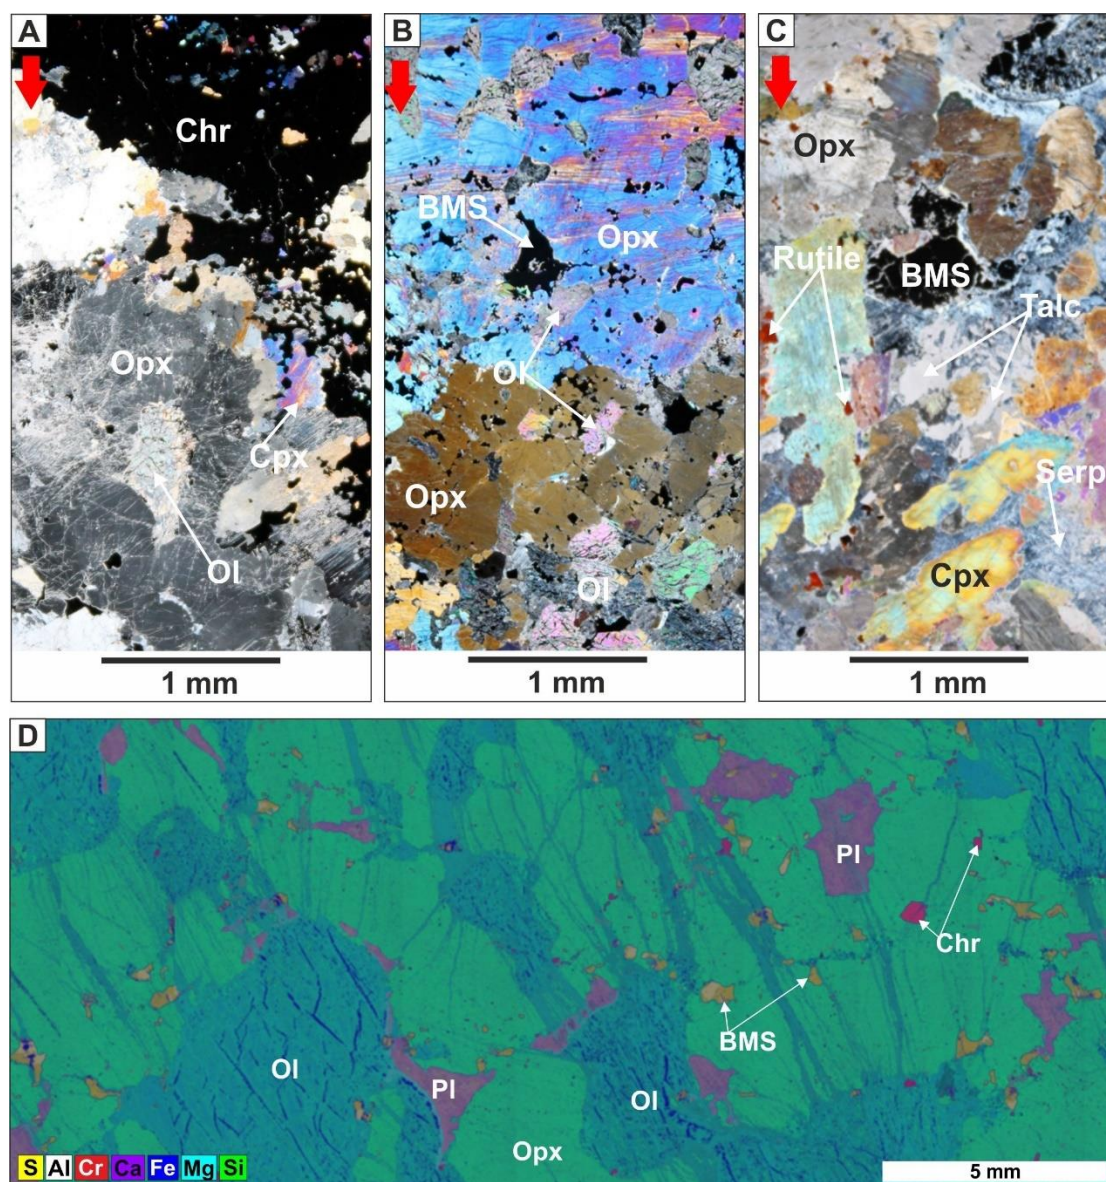 A
Chr
Opx
Cpx
Ol
1 mm
B
BMS
Opx
Ol
Opx
Ol
1 mm
C
Opx
Rutile
BMS
Talc
Serp
Cpx
1 mm
D
Pl
Chr
BMS
Ol
Pl
Ol
Opx
S Al Cr Ca Fe Mg Si
5 mm